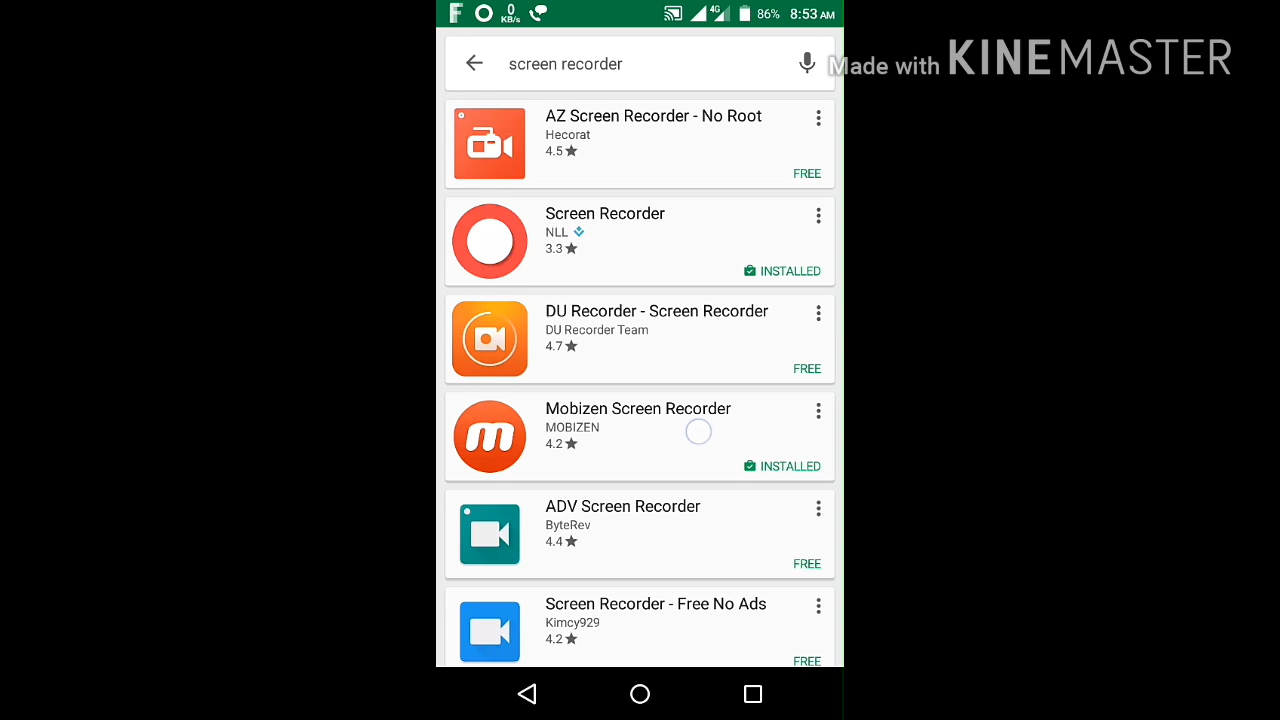 F 0 KB/s 4G 86% 8:53 AM
screen recorder
Made with KINEMASTER
AZ Screen Recorder - No Root
Hecorat
4.5★
FREE
Screen Recorder
NLL
3.3★
INSTALLED
DU Recorder - Screen Recorder
DU Recorder Team
4.7★
FREE
m
Mobizen Screen Recorder
MOBIZEN
4.2★
INSTALLED
ADV Screen Recorder
ByteRev
4.4★
FREE
Screen Recorder - Free No Ads
Kimcy929
4.2★
FREE